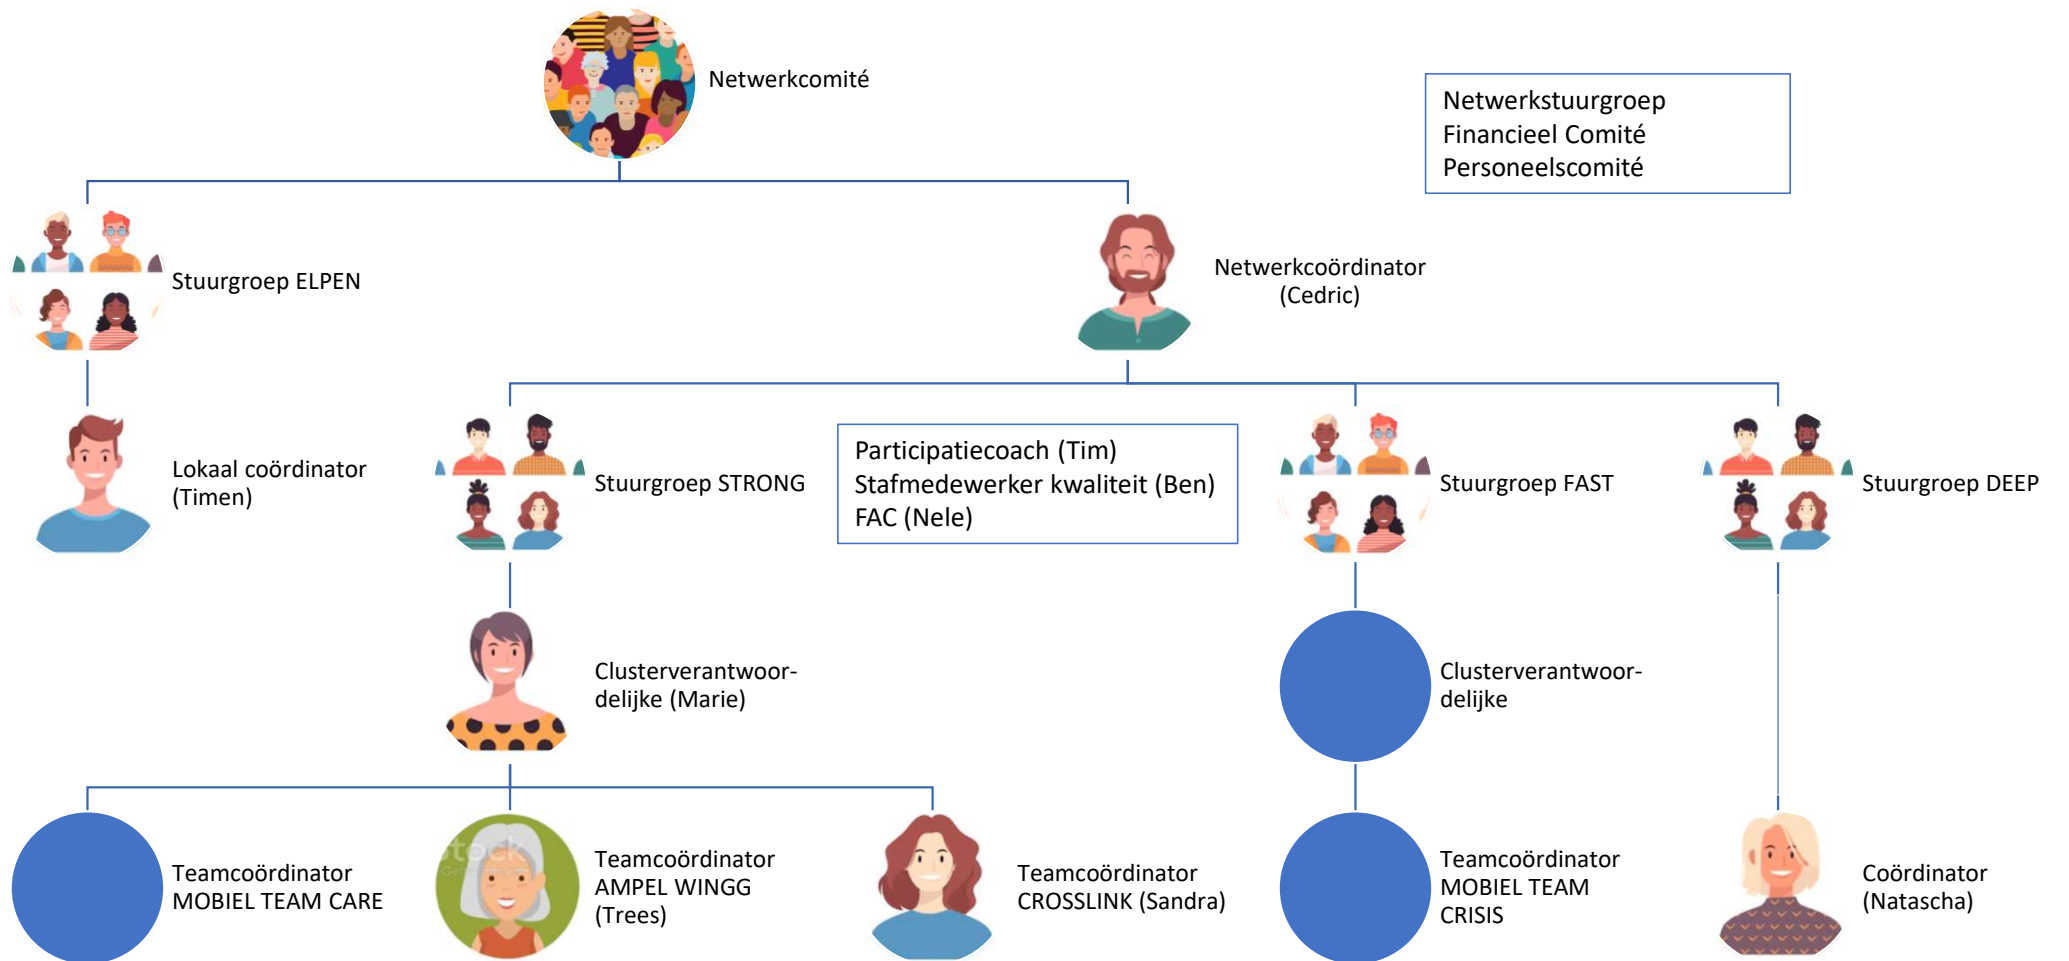 Netwerkcomité
Netwerkstuurgroep
Financieel Comité
Personeelscomité
Stuurgroep ELPEN
Netwerkcoördinator
(Cedric)
Lokaal coördinator
(Timen)
Stuurgroep STRONG
Participatiecoach (Tim)
Stafmedewerker kwaliteit (Ben)
FAC (Nele)
Stuurgroep FAST
Stuurgroep DEEP
Clusterverantwoor-
delijke (Marie)
Clusterverantwoor-
delijke
Teamcoördinator
MOBIEL TEAM CARE
Teamcoördinator
AMPEL WINGG
(Trees)
Teamcoördinator
CROSSLINK (Sandra)
Teamcoördinator
MOBIEL TEAM
CRISIS
Coördinator
(Natascha)